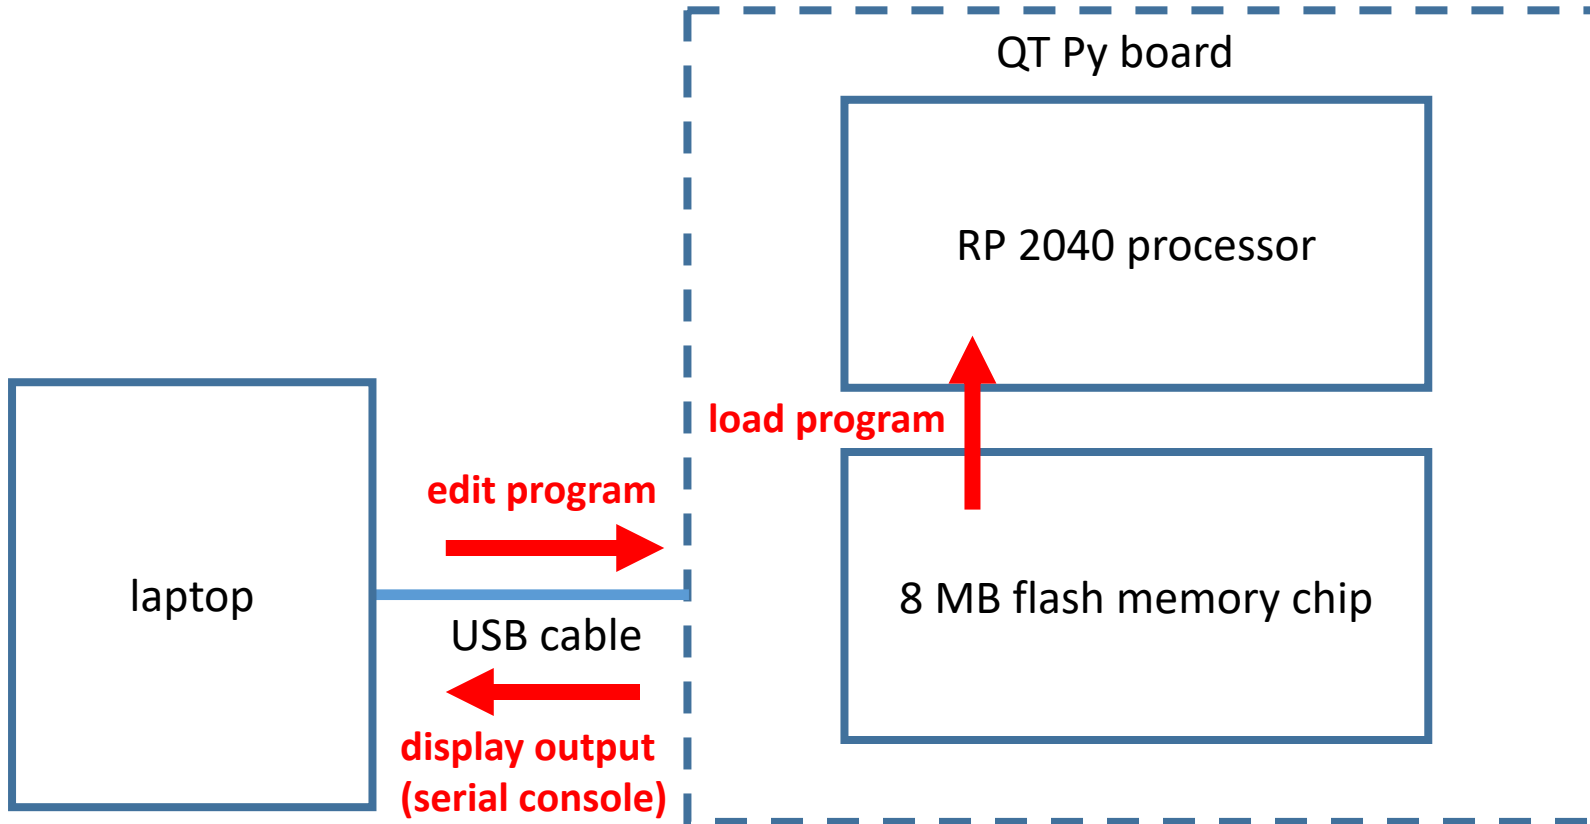 QT Py board
RP 2040 processor
load program
edit program
laptop
8 MB flash memory chip
USB cable
display output
(serial console)